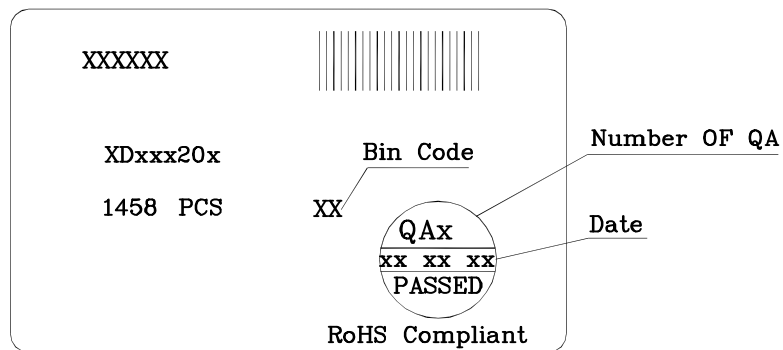 XXXXXX
Number OF QA
XDxxx20x
Bin Code
1458 PCS
XX
QAx
Date
xx xx xx
PASSED
RoHS Compliant